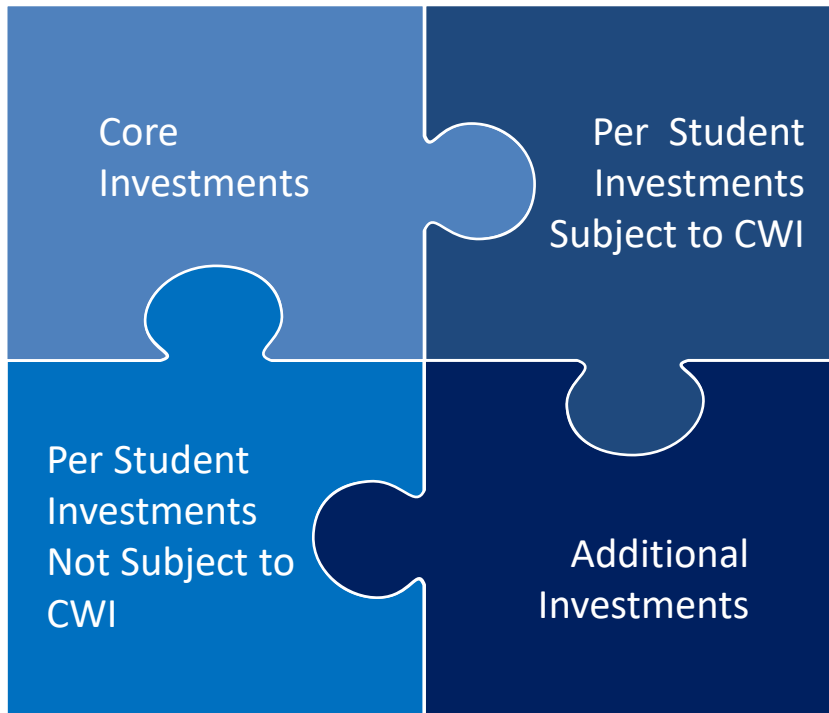 Core
Investments
Per Student
Investments
Subject to CWI
Per Student
Investments
Not Subject to
CWI
Additional
Investments